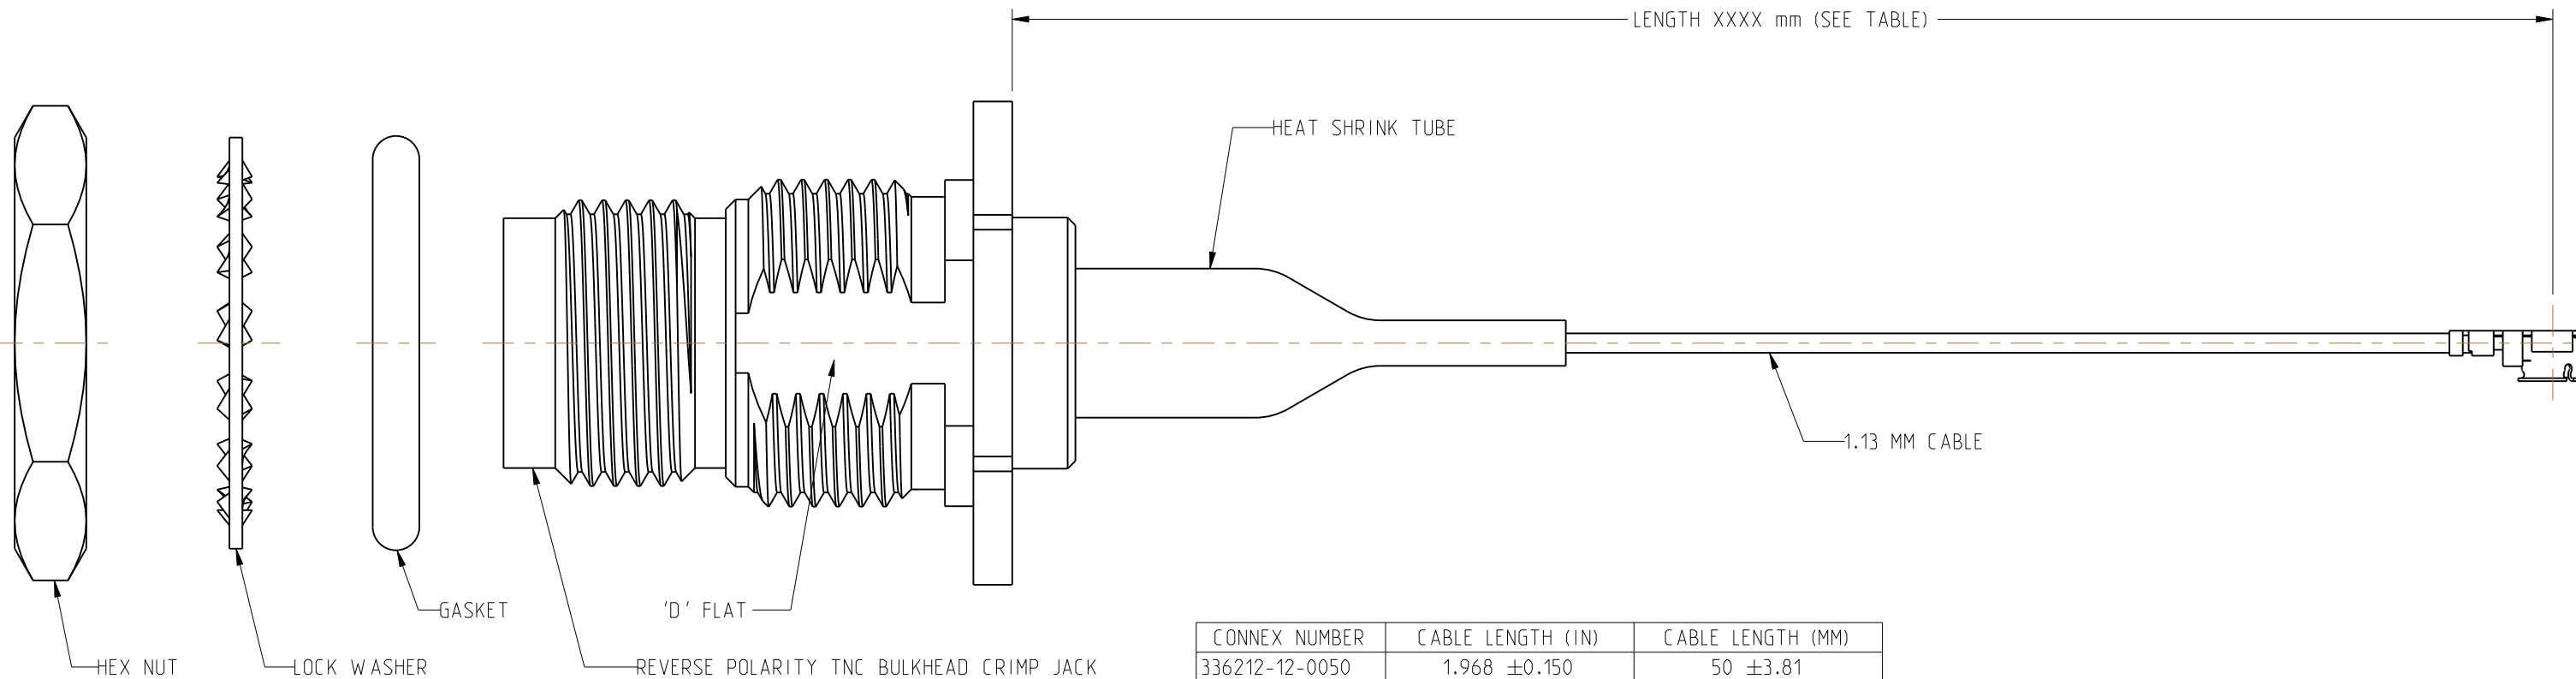 LENGTH XXXX mm (SEE TABLE)
HEAT SHRINK TUBE
1.13 MM CABLE
GASKET
'D' FLAT
HEX NUT
LOCK WASHER
REVERSE POLARITY TNC BULKHEAD CRIMP JACK
CONNEX NUMBER CABLE LENGTH (IN) CABLE LENGTH (MM)
336212-12-0050 1.968 ±0.150 50 ±3.81